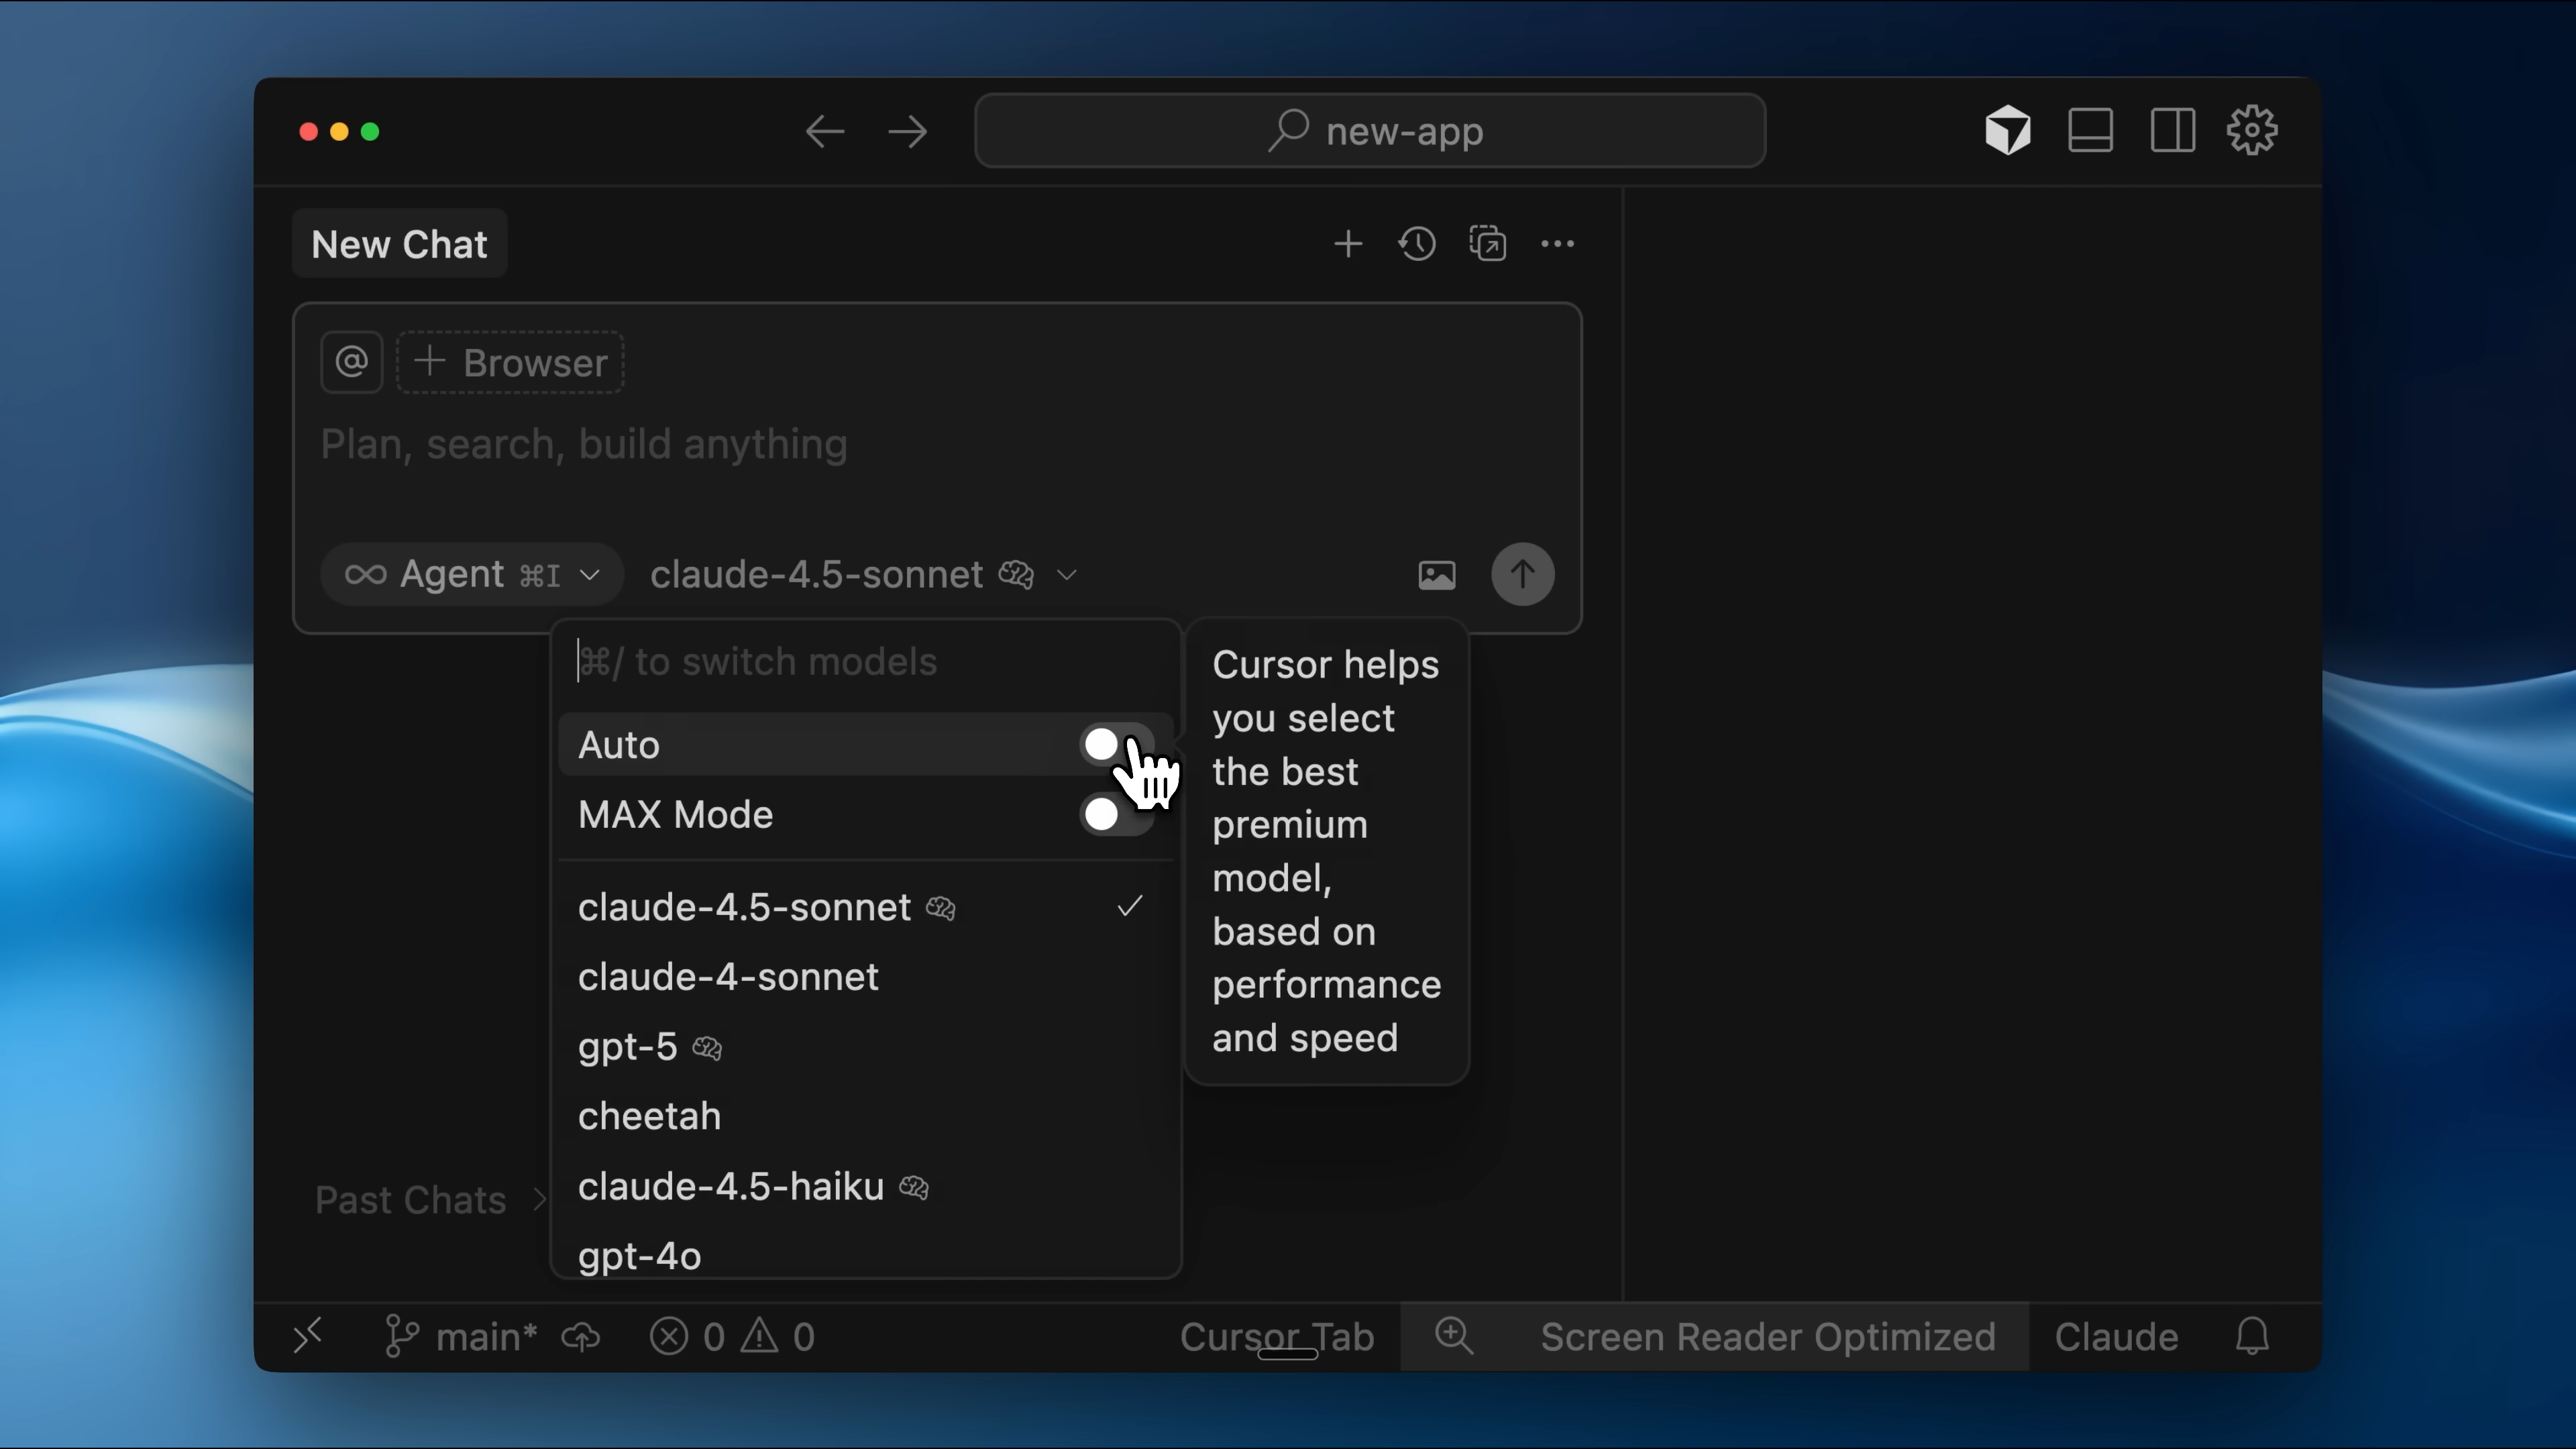 new-app
New Chat
@ + Browser
Plan, search, build anything
Agent ⌘I claude-4.5-sonnet
⌘/ to switch models
Auto
MAX Mode
claude-4.5-sonnet
claude-4-sonnet
gpt-5
cheetah
claude-4.5-haiku
gpt-4o
Cursor helps
you select
the best
premium
model,
based on
performance
and speed
Past Chats
main* 0 0 Cursor Tab Screen Reader Optimized Claude